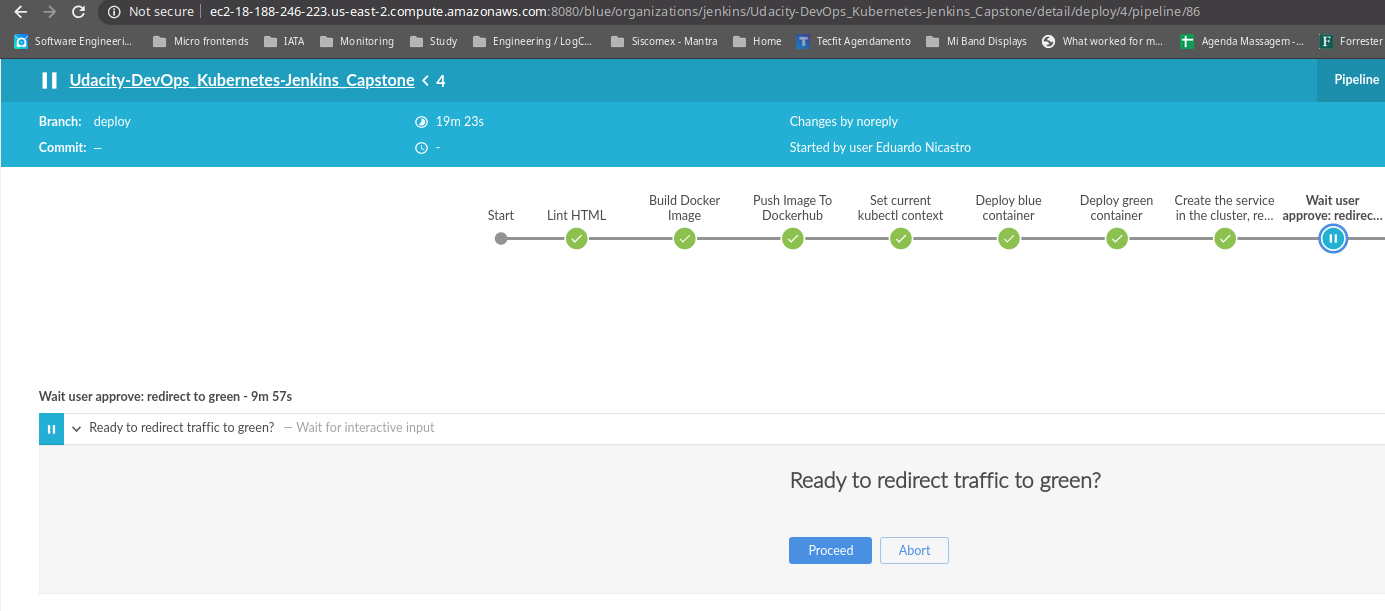 Not secure ec2-18-188-246-223.us-east-2.compute.amazonaws.com:8080/blue/organizations/jenkins/Udacity-DevOps_Kubernetes-Jenkins_Capstone/detail/deploy/4/pipeline/86
Software Engineeri... Micro frontends IATA Monitoring Study Engineering / LogC... Siscomex - Mantra Home Tecfit Agendamento Mi Band Displays What worked for m... Agenda Massagem -... Forrester
Udacity-DevOps_Kubernetes-Jenkins_Capstone < 4 Pipeline
Branch: deploy 19m 23s Changes by noreply
Commit: – - Started by user Eduardo Nicastro
Start
Lint HTML
Build Docker
Image
Push Image To
Dockerhub
Set current
kubectl context
Deploy blue
container
Deploy green
container
Create the service
in the cluster, re...
Wait user
approve: redirec...
Wait user approve: redirect to green - 9m 57s
Ready to redirect traffic to green? — Wait for interactive input
Ready to redirect traffic to green?
Proceed Abort